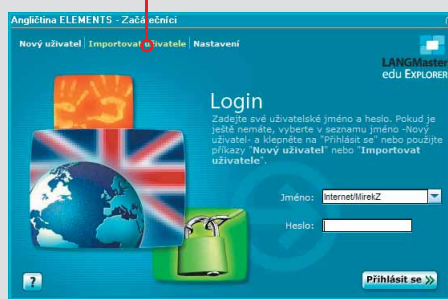 Angličtina ELEMENTS - Začátečníci
Nový uživatel | Importovat uživatele | Nastavení
LANGMaster
edu EXPLORER
Login
Zadejte své uživatelské jméno a heslo. Pokud je
ještě nemáte, vyberte v seznamu jméno -Nový
uživatel- a klepněte na "Přihlásit se" nebo použijte
příkazy "Nový uživatel" nebo "Importovat
uživatele".
Jméno: Internet/MirekZ
Heslo:
? Přihlásit se